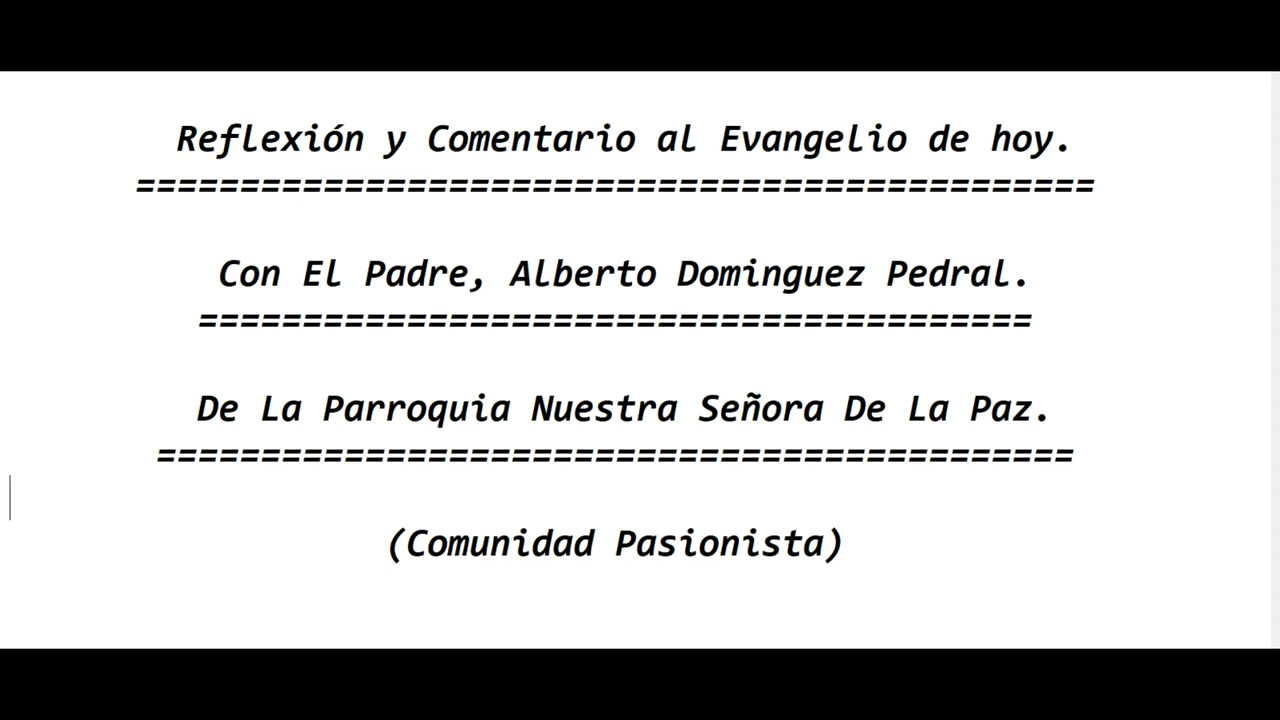 Reflexión y Comentario al Evangelio de hoy.
==============================================
Con El Padre, Alberto Dominguez Pedral.
========================================
De La Parroquia Nuestra Señora De La Paz.
============================================
(Comunidad Pasionista)